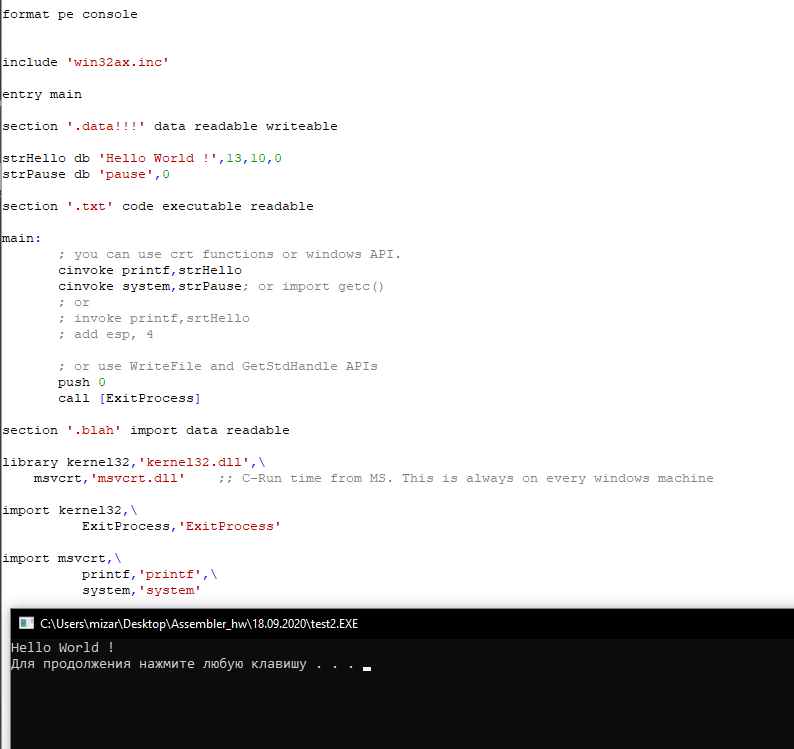 format pe console
include 'win32ax.inc'
entry main
section '.data!!!' data readable writeable
strHello db 'Hello World !',13,10,0
strPause db 'pause',0
section '.txt' code executable readable
main:
; you can use crt functions or windows API.
cinvoke printf,strHello
cinvoke system,strPause; or import getc()
; or
; invoke printf,srtHello
; add esp, 4
; or use WriteFile and GetStdHandle APIs
push 0
call [ExitProcess]
section '.blah' import data readable
library kernel32,'kernel32.dll',\
msvcrt,'msvcrt.dll' ;; C-Run time from MS. This is always on every windows machine
import kernel32,\
ExitProcess,'ExitProcess'
import msvcrt,\
printf,'printf',\
system,'system'
C:\Users\mizar\Desktop\Assembler_hw\18.09.2020\test2.EXE
Hello World !
Для продолжения нажмите любую клавишу . . .